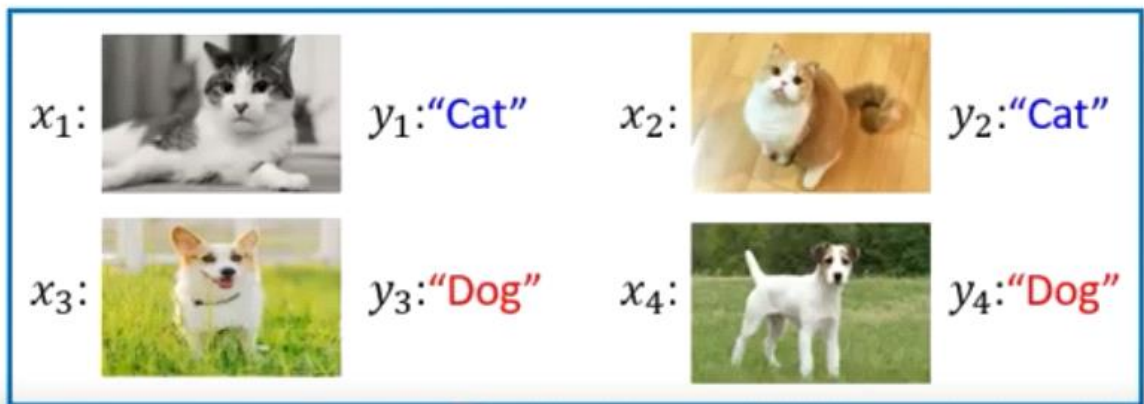 x₁: y₁:“Cat” x₂: y₂:“Cat”
x₃: y₃:“Dog” x₄: y₄:“Dog”